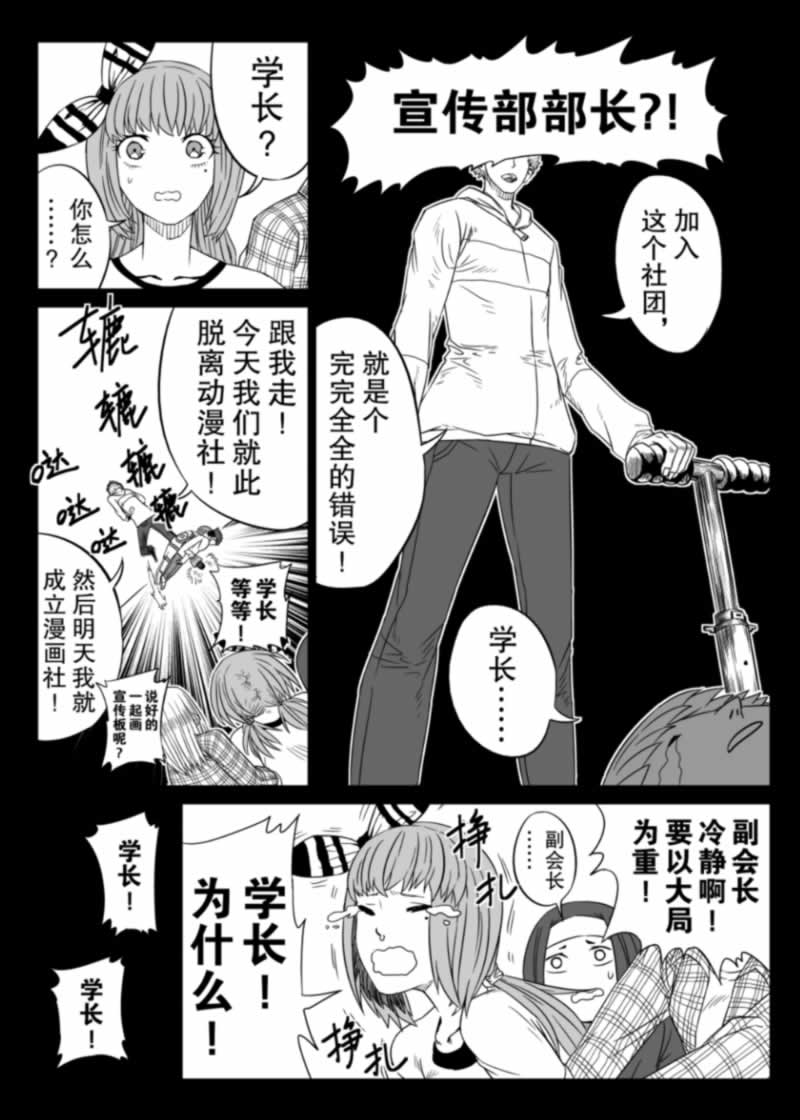 宣传部部长?!
加入
这个社团,
就是个
完完全全的错误!
学长……
学长?
你怎么
……?
跟我走!
今天我们就此
脱离动漫社!
辘
辘
辘
辘
哒
哒
哒
然后明天我就
成立漫画社!
学长
等等!
说好的
一起画
宣传板呢?
副会长
冷静啊!
要以大局
为重!
副会长
……
挣
扎
学长!
为什么!
挣
扎
学长!
学长!